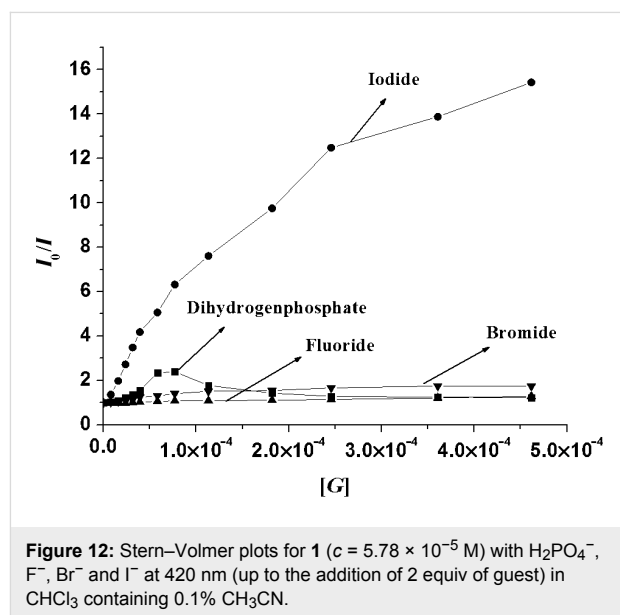 16
14
12
10
8
6
4
2
0
I₀/I
Iodide
Dihydrogenphosphate
Fluoride
Bromide
0.0 1.0×10⁻⁴ 2.0×10⁻⁴ 3.0×10⁻⁴ 4.0×10⁻⁴ 5.0×10⁻⁴
[G]
Figure 12: Stern–Volmer plots for 1 (c = 5.78 × 10⁻⁵ M) with H₂PO₄⁻,
F⁻, Br⁻ and I⁻ at 420 nm (up to the addition of 2 equiv of guest) in
CHCl₃ containing 0.1% CH₃CN.